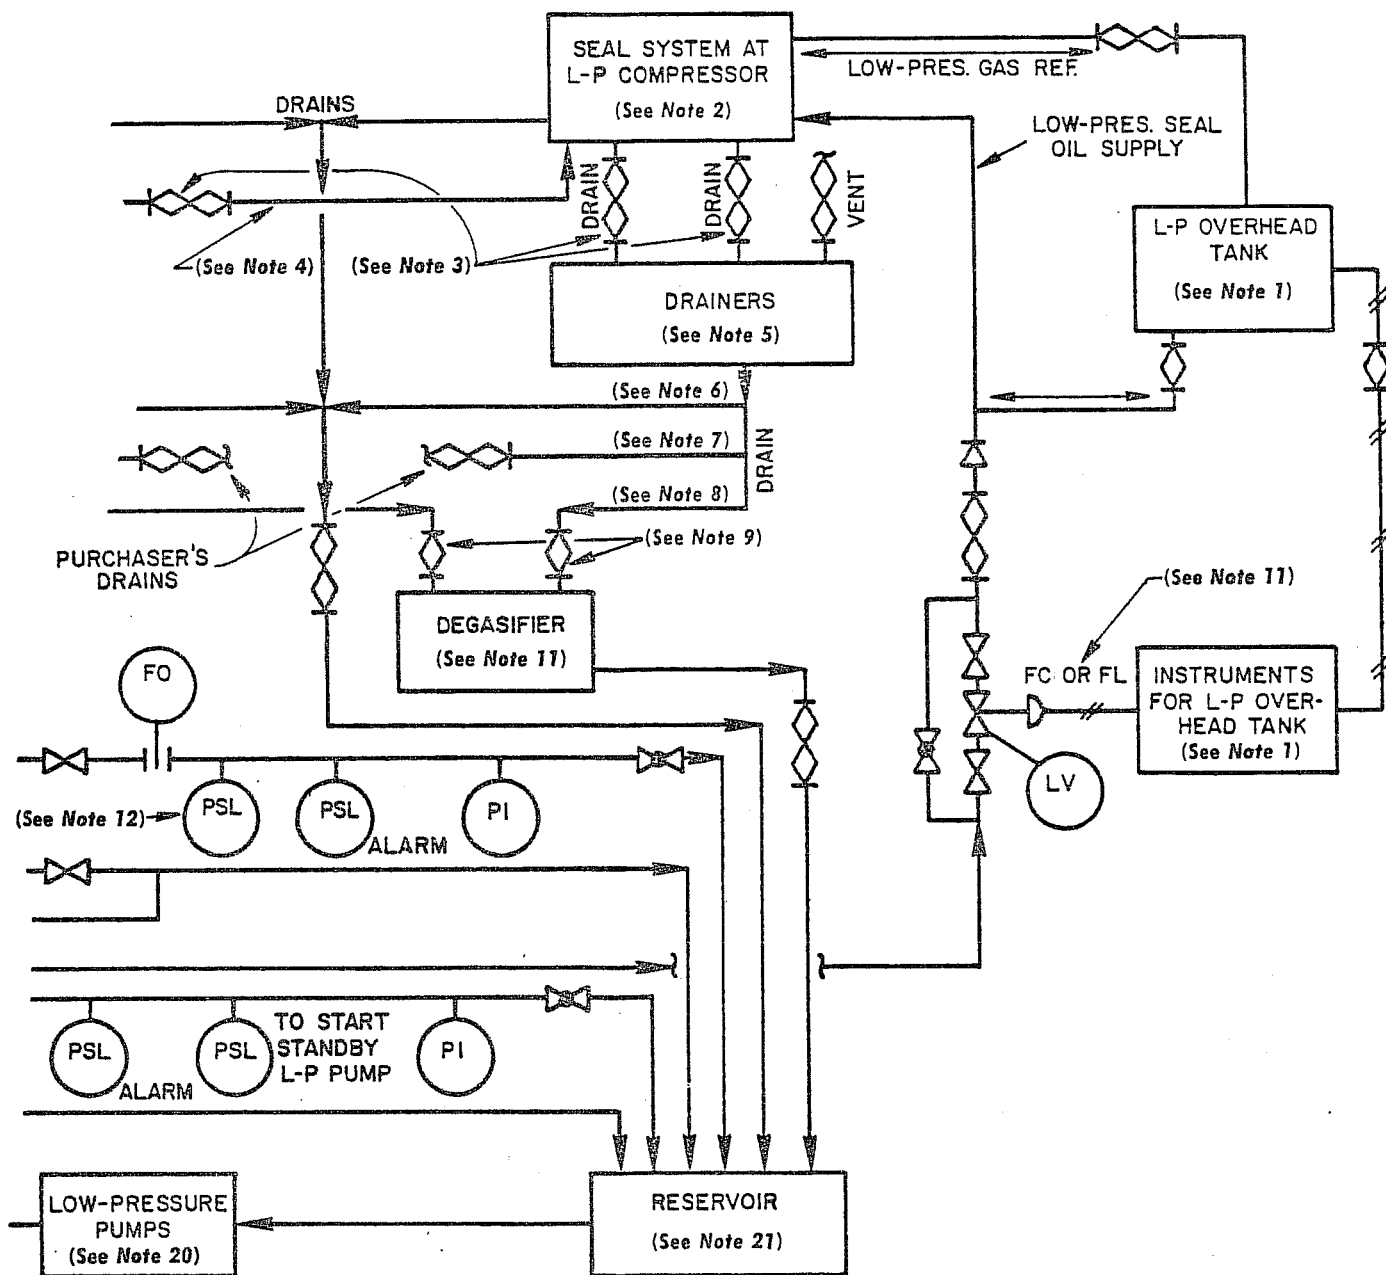 SEAL SYSTEM AT
L-P COMPRESSOR
(See Note 2)
LOW-PRES. GAS REF.
DRAINS
LOW-PRES. SEAL
OIL SUPPLY
DRAIN
DRAIN
VENT
L-P OVERHEAD
TANK
(See Note 1)
(See Note 4)
(See Note 3)
DRAINERS
(See Note 5)
(See Note 6)
(See Note 7)
DRAIN
(See Note 8)
PURCHASER'S
DRAINS
(See Note 9)
(See Note 11)
DEGASIFIER
(See Note 11)
FO
FC OR FL
INSTRUMENTS
FOR L-P OVER-
HEAD TANK
(See Note 1)
LV
(See Note 12)
PSL
PSL
ALARM
PI
PSL
ALARM
PSL
TO START
STANDBY
L-P PUMP
PI
LOW-PRESSURE
PUMPS
(See Note 20)
RESERVOIR
(See Note 21)